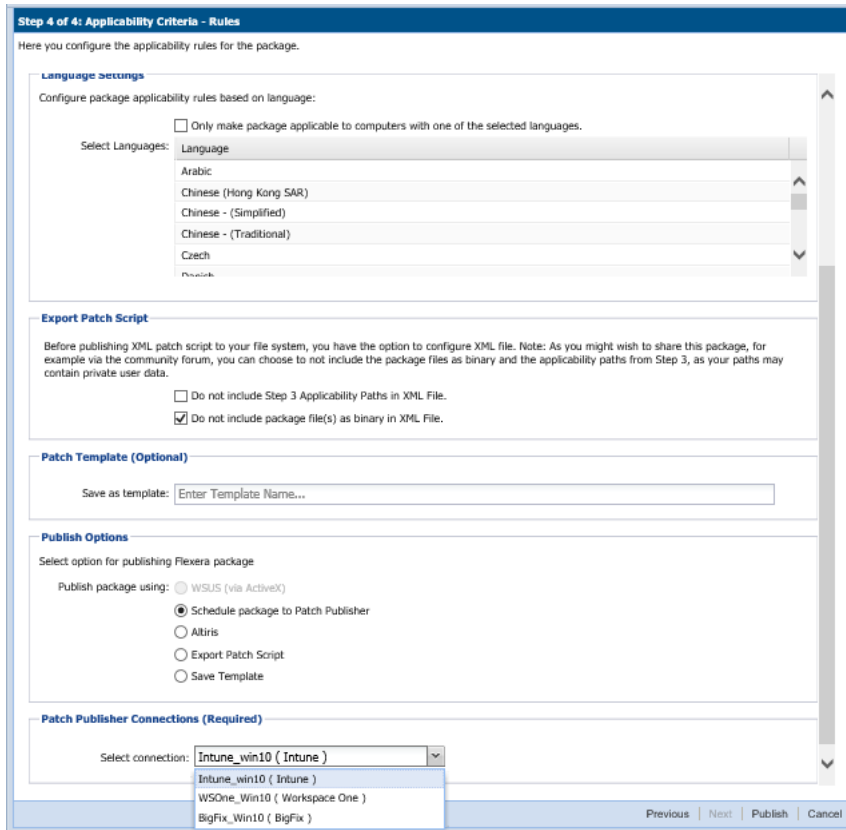 Step 4 of 4: Applicability Criteria - Rules
Here you configure the applicability rules for the package.
Language Settings
Configure package applicability rules based on language:
Only make package applicable to computers with one of the selected languages.
Select Languages:
Language
Arabic
Chinese (Hong Kong SAR)
Chinese - (Simplified)
Chinese - (Traditional)
Czech
Danish
Export Patch Script
Before publishing XML patch script to your file system, you have the option to configure XML file. Note: As you might wish to share this package, for
example via the community forum, you can choose to not include the package files as binary and the applicability paths from Step 3, as your paths may
contain private user data.
Do not include Step 3 Applicability Paths in XML File.
Do not include package file(s) as binary in XML File.
Patch Template (Optional)
Save as template: Enter Template Name...
Publish Options
Select option for publishing Flexera package
Publish package using: WSUS (via ActiveX)
Schedule package to Patch Publisher
Altiris
Export Patch Script
Save Template
Patch Publisher Connections (Required)
Select connection: Intune_win10 ( Intune )
Intune_win10 ( Intune )
WSOne_Win10 ( Workspace One )
BigFix_Win10 ( BigFix )
Previous Next Publish Cancel